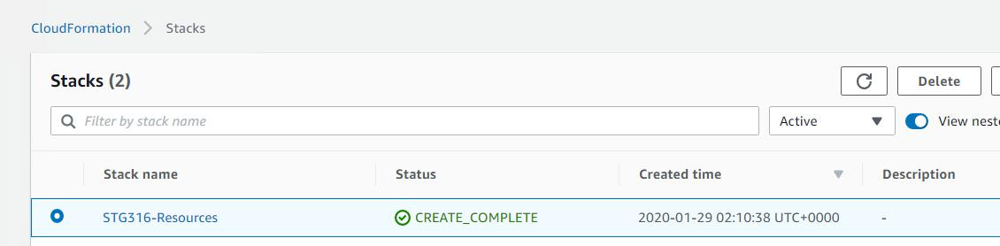 CloudFormation Stacks
Stacks (2)
Delete
Filter by stack name
Active
View neste
Stack name Status Created time Description
STG316-Resources CREATE_COMPLETE 2020-01-29 02:10:38 UTC+0000 -